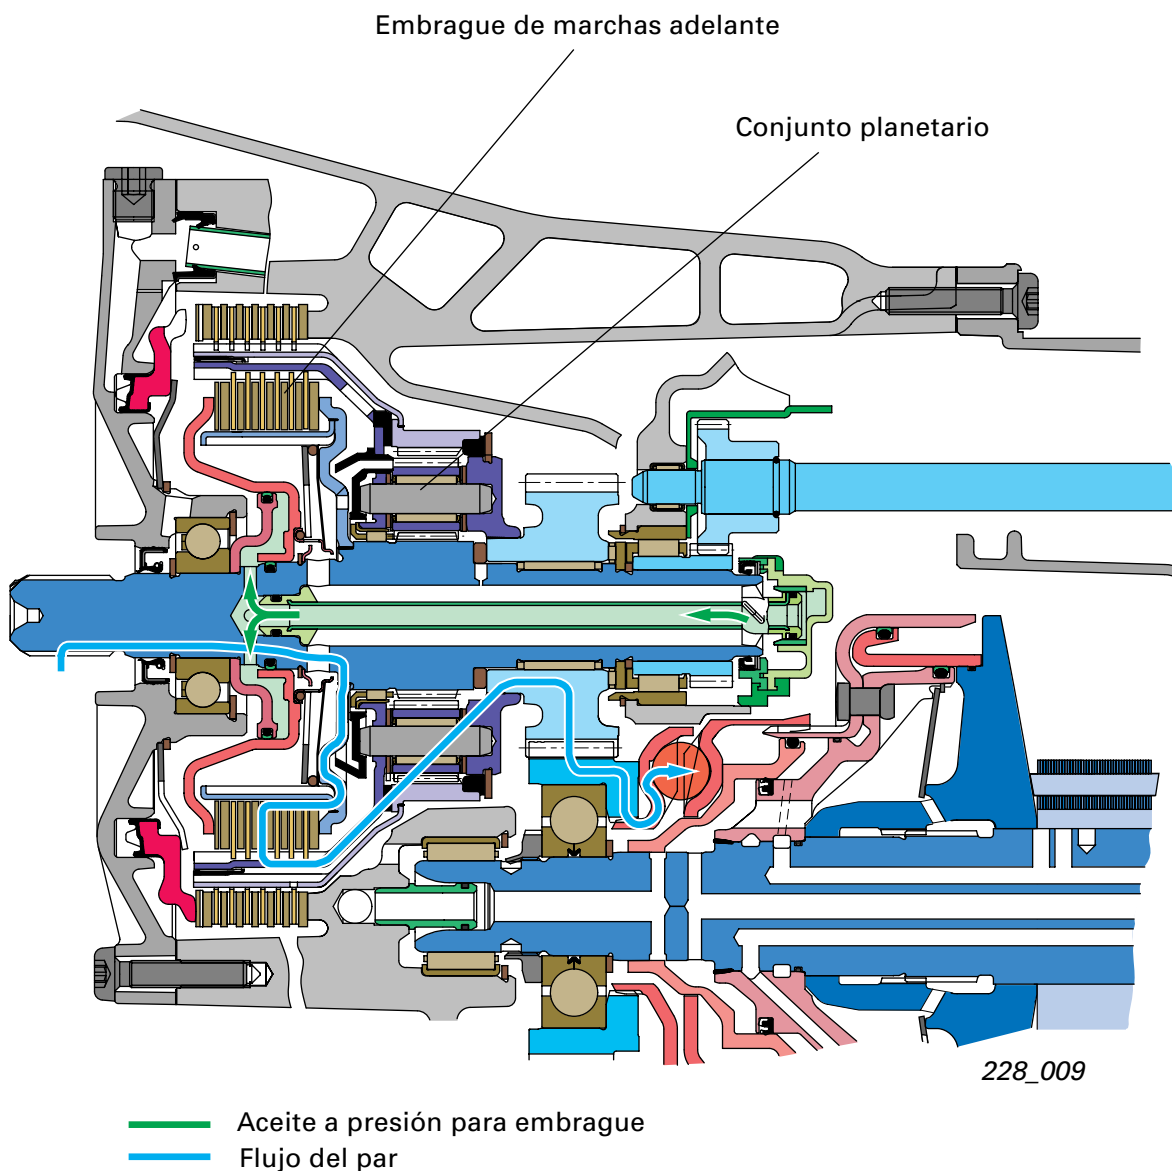 Embrague de marchas adelante
Conjunto planetario
228_009
Aceite a presión para embrague
Flujo del par